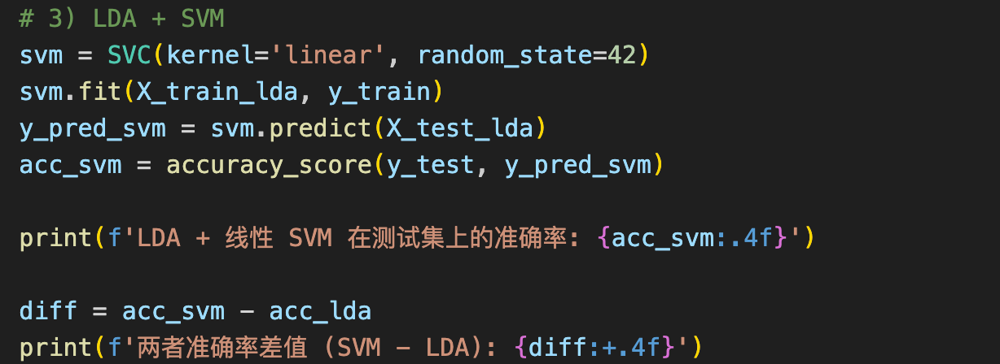 # 3) LDA + SVM
svm = SVC(kernel='linear', random_state=42)
svm.fit(X_train_lda, y_train)
y_pred_svm = svm.predict(X_test_lda)
acc_svm = accuracy_score(y_test, y_pred_svm)
print(f'LDA + 线性 SVM 在测试集上的准确率: {acc_svm:.4f}')
diff = acc_svm - acc_lda
print(f'两者准确率差值 (SVM - LDA): {diff:+.4f}')